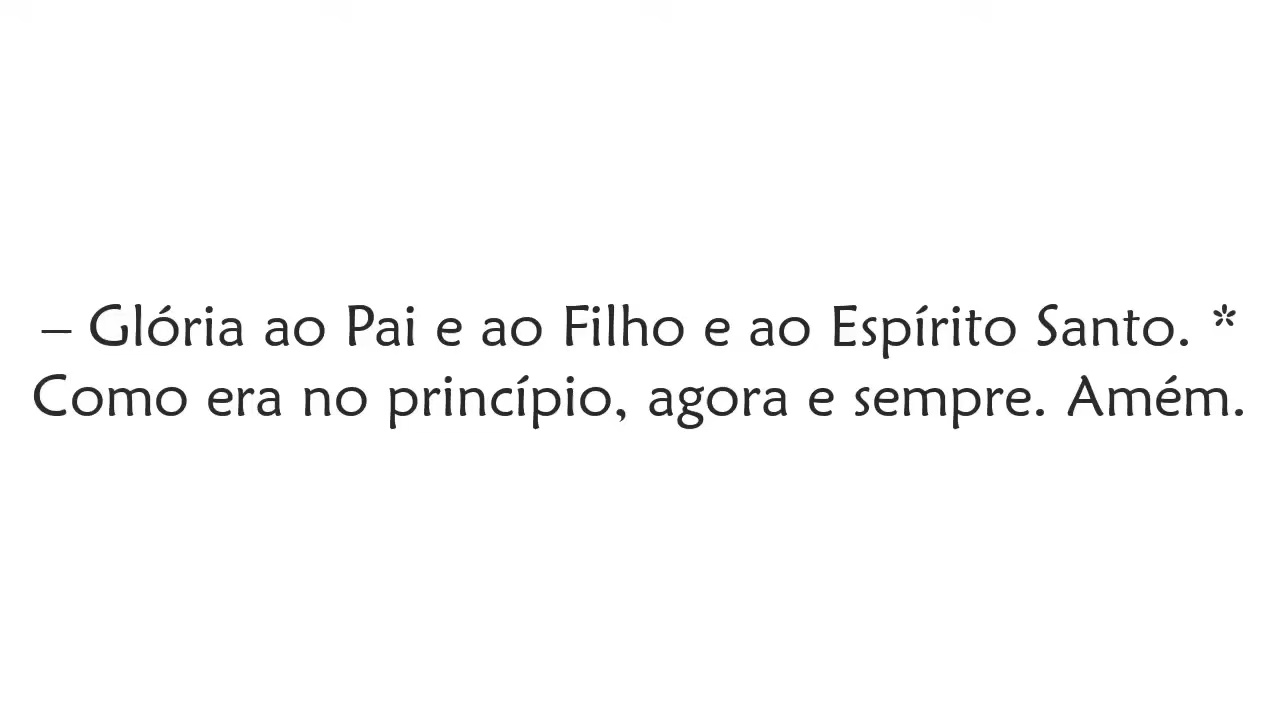 – Glória ao Pai e ao Filho e ao Espírito Santo. *
Como era no princípio, agora e sempre. Amém.